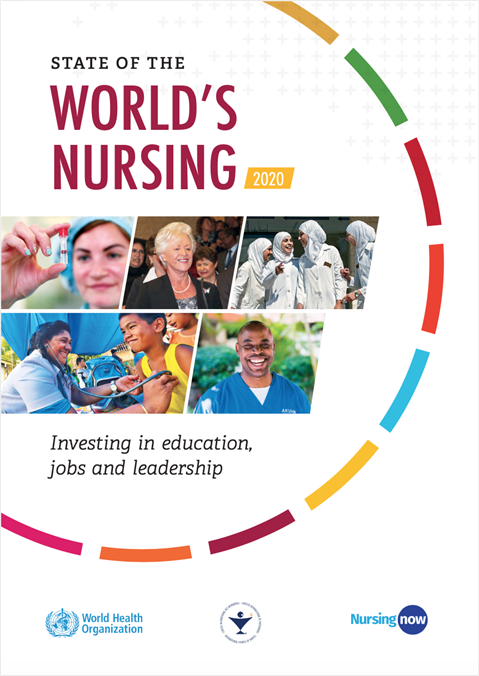 STATE OF THE
WORLD'S
NURSING
2020
Investing in education,
jobs and leadership
World Health
Organization
Nursing now